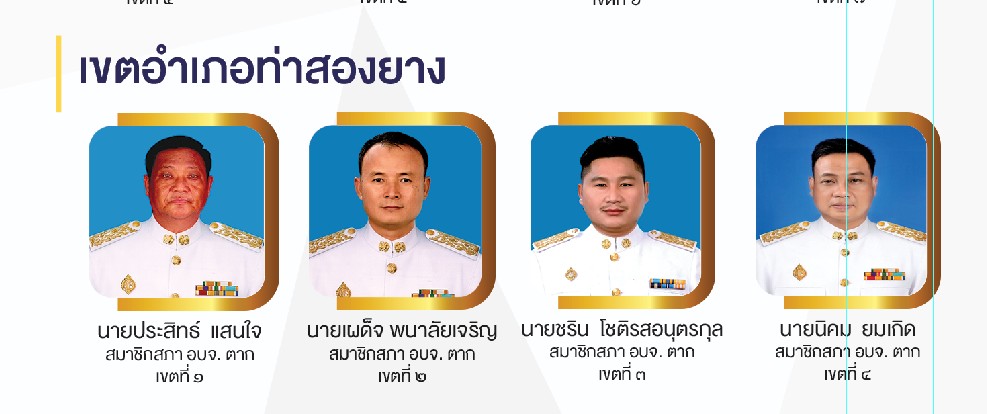 เขตอำเภอท่าสองยาง
นายประสิทธ์ แสนใจ
สมาชิกสภา อบจ. ตาก
เขตที่ ๑
นายเผด็จ พนาสัยเจริญ
สมาชิกสภา อบจ. ตาก
เขตที่ ๒
นายชริน โชติรสอนุตรกุล
สมาชิกสภา อบจ. ตาก
เขตที่ ๓
นายนิคม ยมเกิด
สมาชิกสภา อบจ. ตาก
เขตที่ ๔